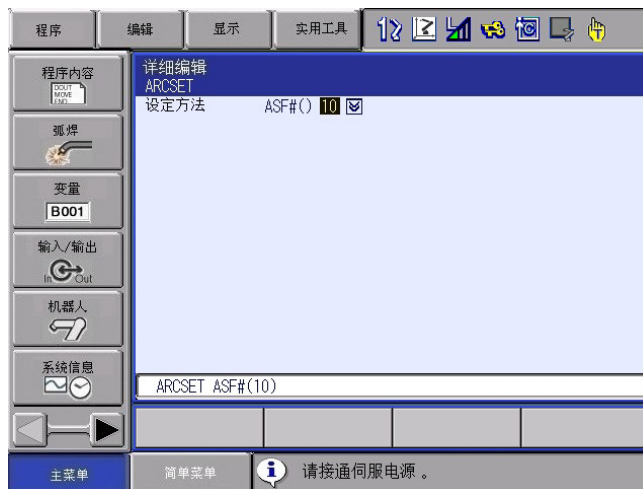 程序
编辑
显示
实用工具
程序内容
DOUT
MOVE
END
弧焊
变量
B001
输入/输出
In Out
机器人
系统信息
详细编辑
ARCSET
设定方法 ASF#() 10
ARCSET ASF#(10)
主菜单
简单菜单
请接通伺服电源。